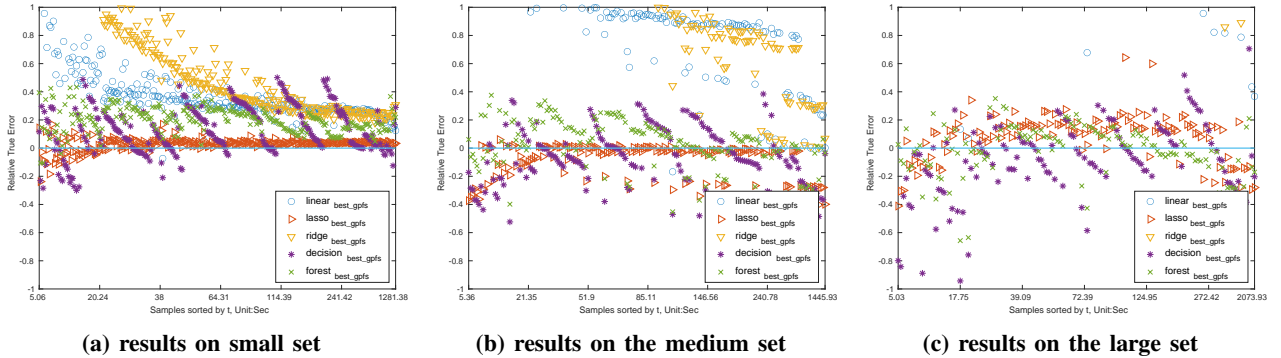 Relative True Error
1
0.8
0.6
0.4
0.2
0
-0.2
-0.4
-0.6
-0.8
-1
5.06 20.24 38 64.31 114.39 241.42 1281.38
Samples sorted by t, Unit:Sec
linear best_gpfs
lasso best_gpfs
ridge best_gpfs
decision best_gpfs
forest best_gpfs
(a) results on small set
Relative True Error
1
0.8
0.6
0.4
0.2
0
-0.2
-0.4
-0.6
-0.8
-1
5.36 21.35 51.9 85.11 146.56 240.78 1445.93
Samples sorted by t, Unit:Sec
linear best_gpfs
lasso best_gpfs
ridge best_gpfs
decision best_gpfs
forest best_gpfs
(b) results on the medium set
Relative True Error
1
0.8
0.6
0.4
0.2
0
-0.2
-0.4
-0.6
-0.8
-1
5.03 17.75 39.09 72.39 124.95 272.42 2073.93
Samples sorted by t, Unit:Sec
linear best_gpfs
lasso best_gpfs
ridge best_gpfs
decision best_gpfs
forest best_gpfs
(c) results on the large set